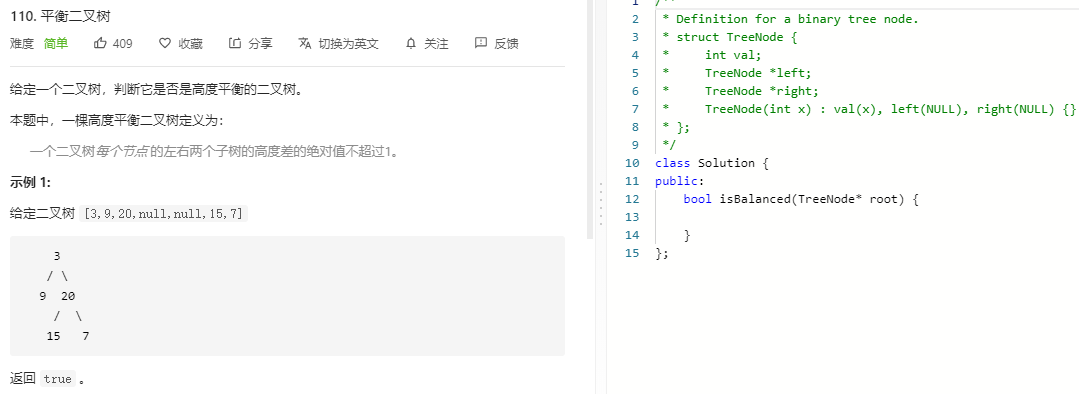 110. 平衡二叉树
难度 简单 409 收藏 分享 切换为英文 关注 反馈
给定一个二叉树，判断它是否是高度平衡的二叉树。
本题中，一棵高度平衡二叉树定义为：
一个二叉树每个节点 的左右两个子树的高度差的绝对值不超过1。
示例 1:
给定二叉树 [3,9,20,null,null,15,7]
3
/ \
9 20
/ \
15 7
返回 true 。
1 /**
2 * Definition for a binary tree node.
3 * struct TreeNode {
4 * int val;
5 * TreeNode *left;
6 * TreeNode *right;
7 * TreeNode(int x) : val(x), left(NULL), right(NULL) {}
8 * };
9 */
10 class Solution {
11 public:
12 bool isBalanced(TreeNode* root) {
13
14 }
15 };